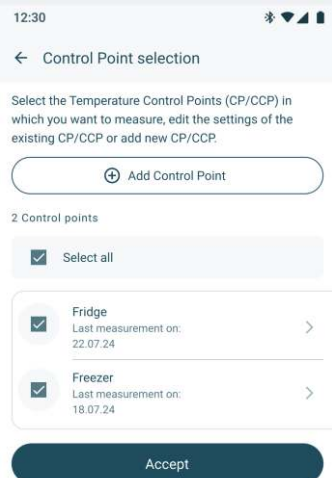 12:30
Control Point selection
Select the Temperature Control Points (CP/CCP) in
which you want to measure, edit the settings of the
existing CP/CCP or add new CP/CCP.
Add Control Point
2 Control points
Select all
Fridge
Last measurement on:
22.07.24
Freezer
Last measurement on:
18.07.24
Accept